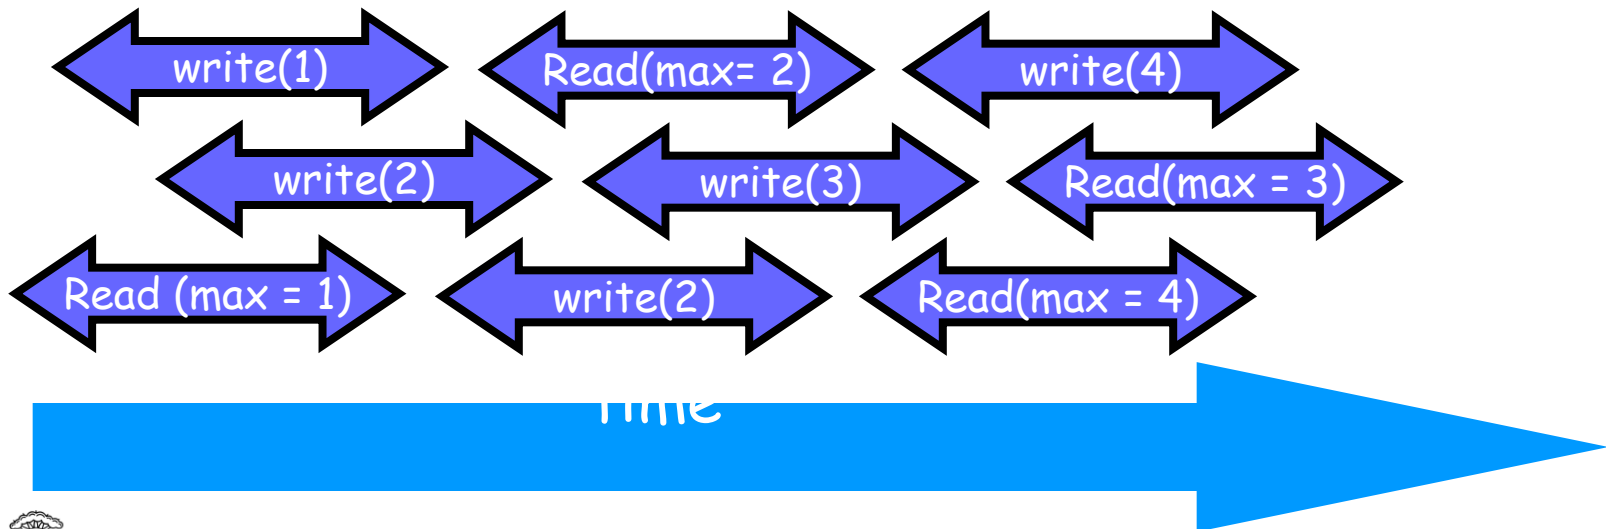 write(1)
Read(max= 2)
write(4)
write(2)
write(3)
Read(max = 3)
Read (max = 1)
write(2)
Read(max = 4)
Time